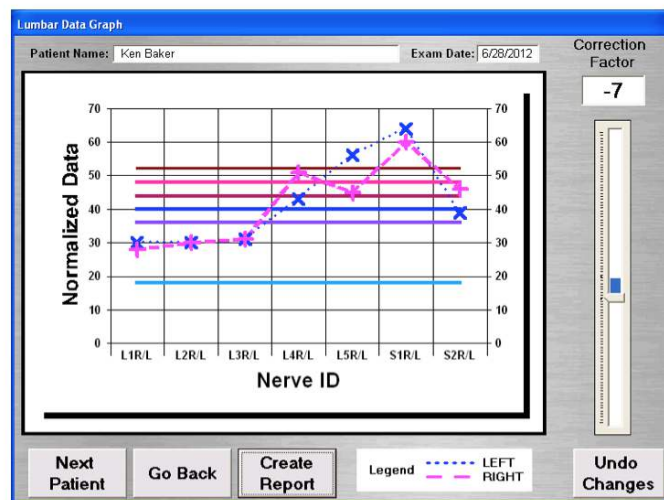 Lumbar Data Graph
Patient Name: Ken Baker
Exam Date: 6/28/2012
Correction
Factor
-7
Normalized Data
70
60
50
40
30
20
10
0
70
60
50
40
30
20
10
0
L1R/L L2R/L L3R/L L4R/L L5R/L S1R/L S2R/L
Nerve ID
Next
Patient
Go Back
Create
Report
Legend
LEFT
RIGHT
Undo
Changes